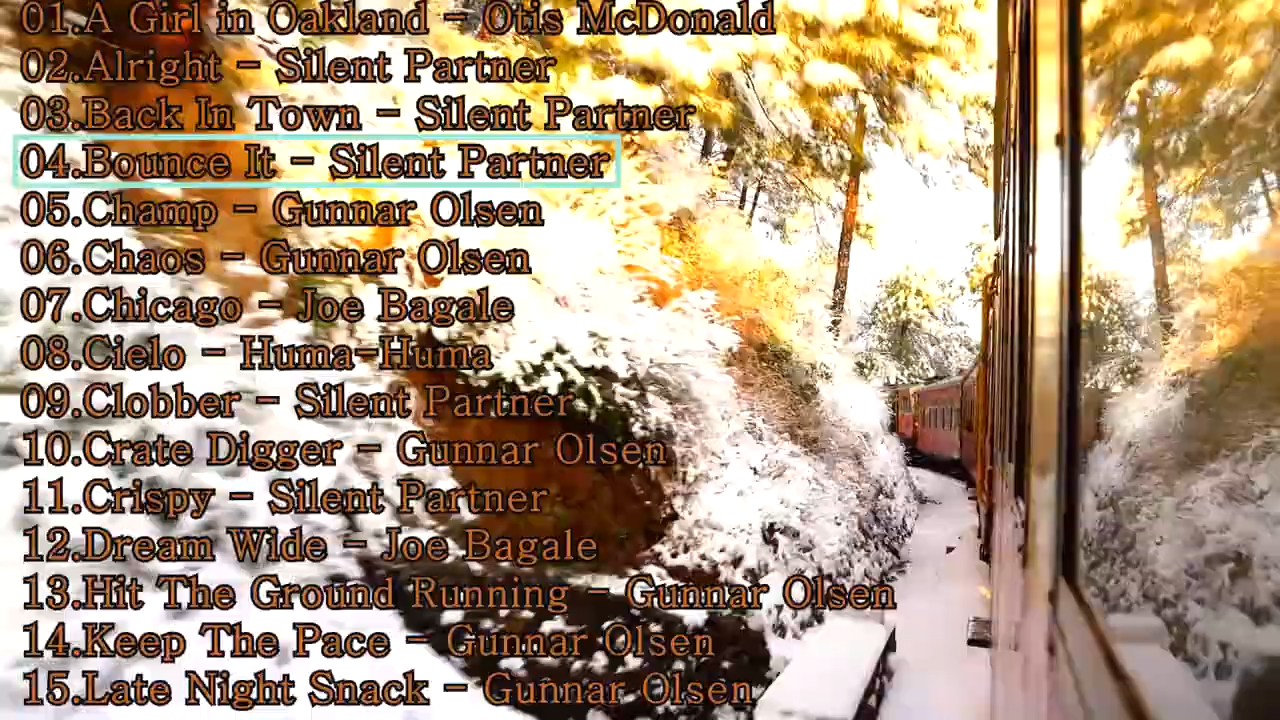 01.A Girl in Oakland - Otis McDonald
02.Alright - Silent Partner
03.Back In Town - Silent Partner
04.Bounce It - Silent Partner
05.Champ - Gunnar Olsen
06.Chaos - Gunnar Olsen
07.Chicago - Joe Bagale
08.Cielo - Huma-Huma
09.Clobber - Silent Partner
10.Crate Digger - Gunnar Olsen
11.Crispy - Silent Partner
12.Dream Wide - Joe Bagale
13.Hit The Ground Running - Gunnar Olsen
14.Keep The Pace - Gunnar Olsen
15.Late Night Snack - Gunnar Olsen